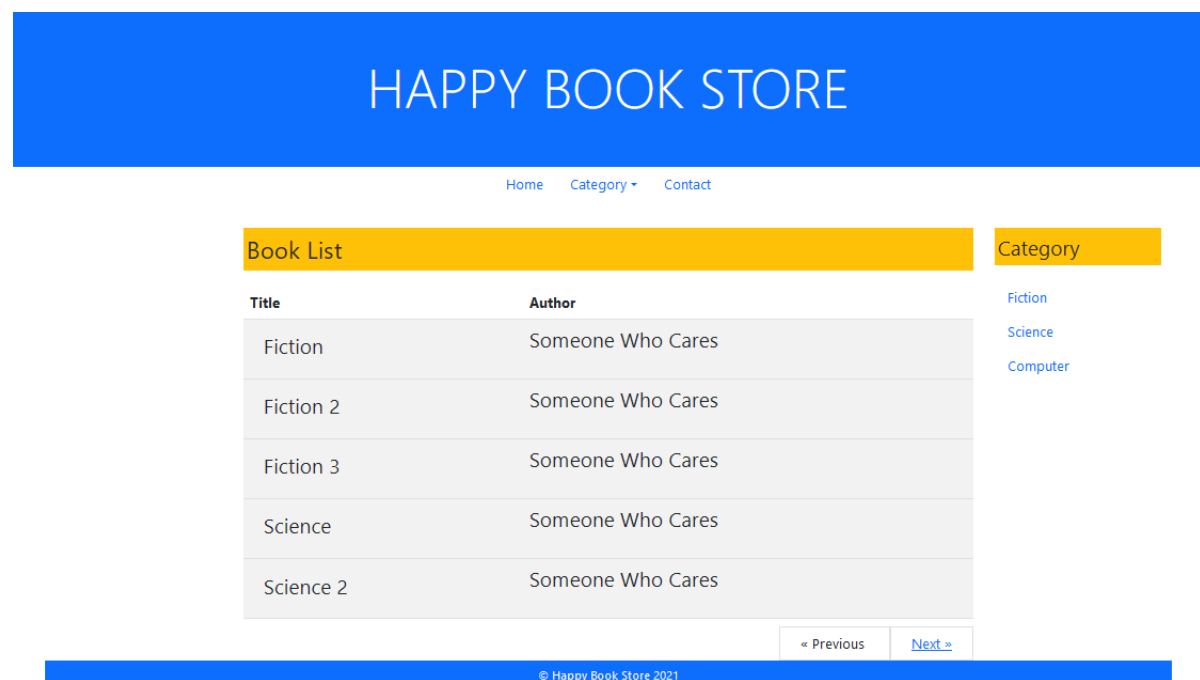 HAPPY BOOK STORE
Home Category Contact
Book List
Title Author
Fiction Someone Who Cares
Fiction 2 Someone Who Cares
Fiction 3 Someone Who Cares
Science Someone Who Cares
Science 2 Someone Who Cares
« Previous Next »
Category
Fiction
Science
Computer
© Happy Book Store 2021